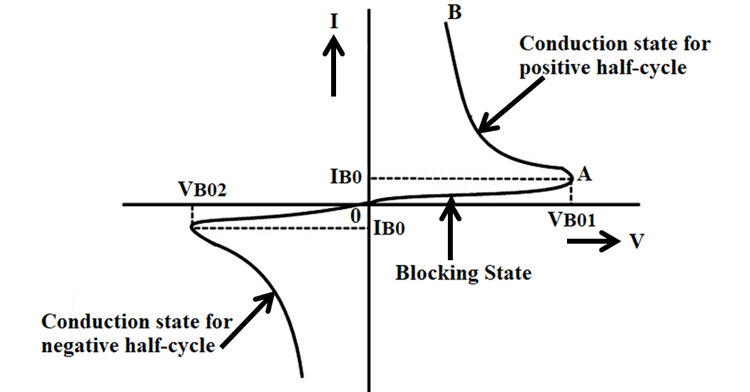 B
I
Conduction state for
positive half-cycle
IB0
A
VB02
0
IB0
VB01
V
Blocking State
Conduction state for
negative half-cycle